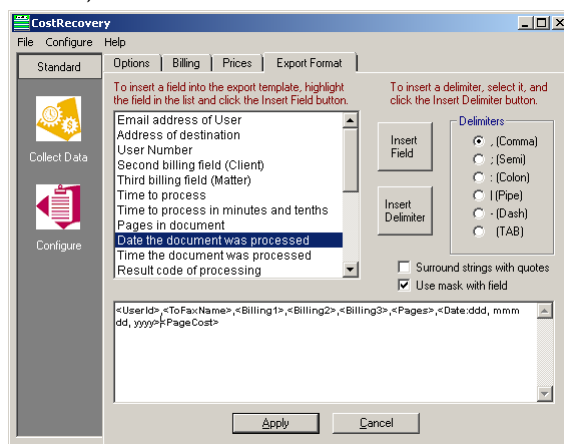 CostRecovery
File Configure Help
Standard
Options Billing Prices Export Format
To insert a field into the export template, highlight
the field in the list and click the Insert Field button.
To insert a delimiter, select it, and
click the Insert Delimiter button.
Email address of User
Address of destination
User Number
Second billing field (Client)
Third billing field (Matter)
Time to process
Time to process in minutes and tenths
Pages in document
Date the document was processed
Time the document was processed
Result code of processing
Insert
Field
Insert
Delimiter
Delimiters
, (Comma)
; (Semi)
: (Colon)
| (Pipe)
- (Dash)
(TAB)
Collect Data
Configure
Surround strings with quotes
Use mask with field
<UserId>,<ToFaxName>,<Billing1>,<Billing2>,<Billing3>,<Pages>,<Date:ddd, mmm
dd, yyyy><PageCost>
Apply Cancel